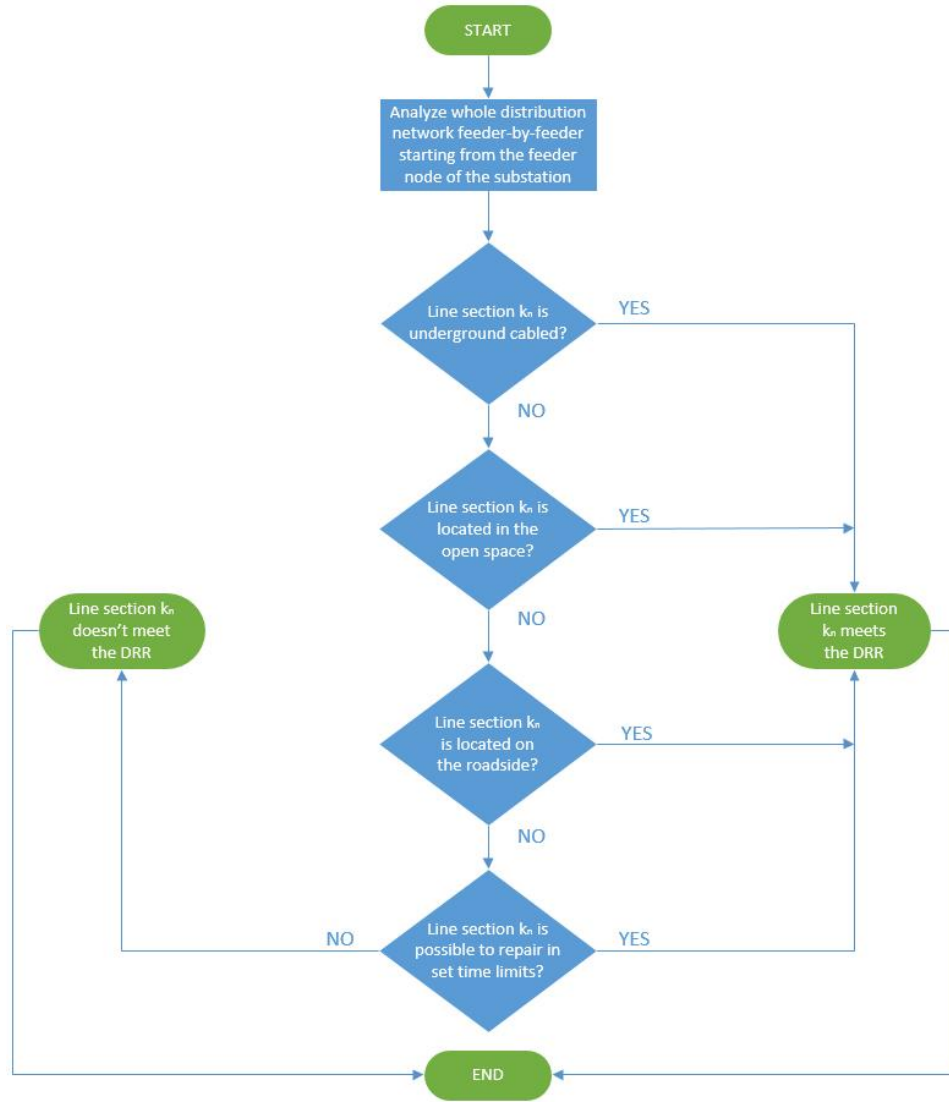 START
Analyze whole distribution
network feeder-by-feeder
starting from the feeder
node of the substation
Line section kₙ is
underground cabled?
YES
NO
Line section kₙ is
located in the
open space?
YES
NO
Line section kₙ
doesn't meet
the DRR
Line section
kₙ meets
the DRR
Line section kₙ
is located on
the roadside?
YES
NO
Line section kₙ is
possible to repair in
set time limits?
NO
YES
END